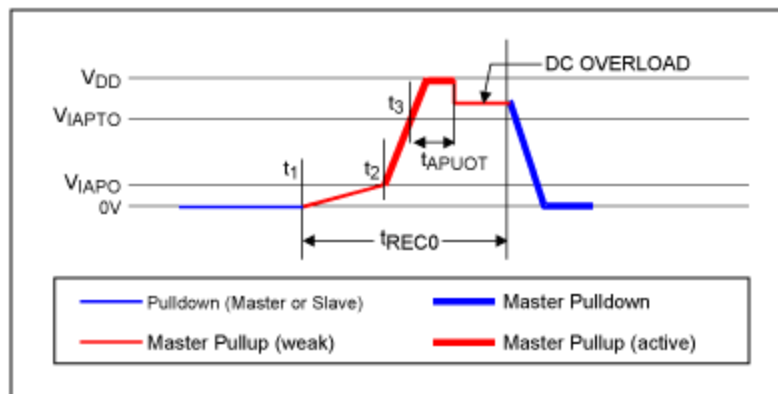 VDD
DC OVERLOAD
t3
VIAPTO
tAPUOT
t1
t2
VIAPO
0V
tREC0
Pulldown (Master or Slave)
Master Pulldown
Master Pullup (weak)
Master Pullup (active)